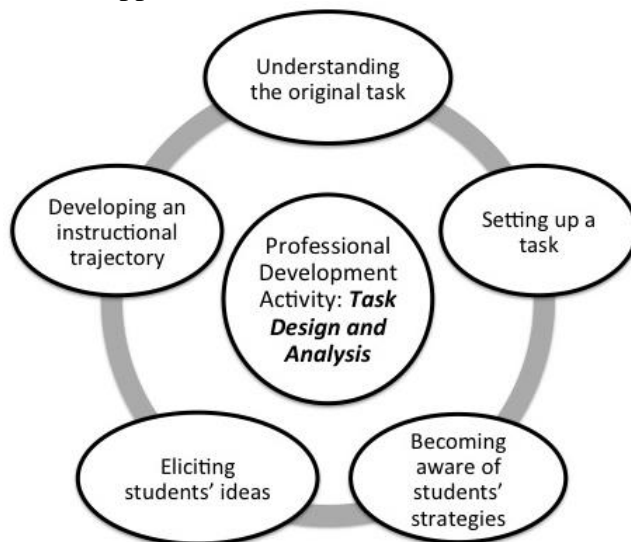 Understanding
the original task
Setting up a
task
Becoming
aware of
students'
strategies
Eliciting
students' ideas
Developing an
instructional
trajectory
Professional
Development
Activity: Task
Design and
Analysis